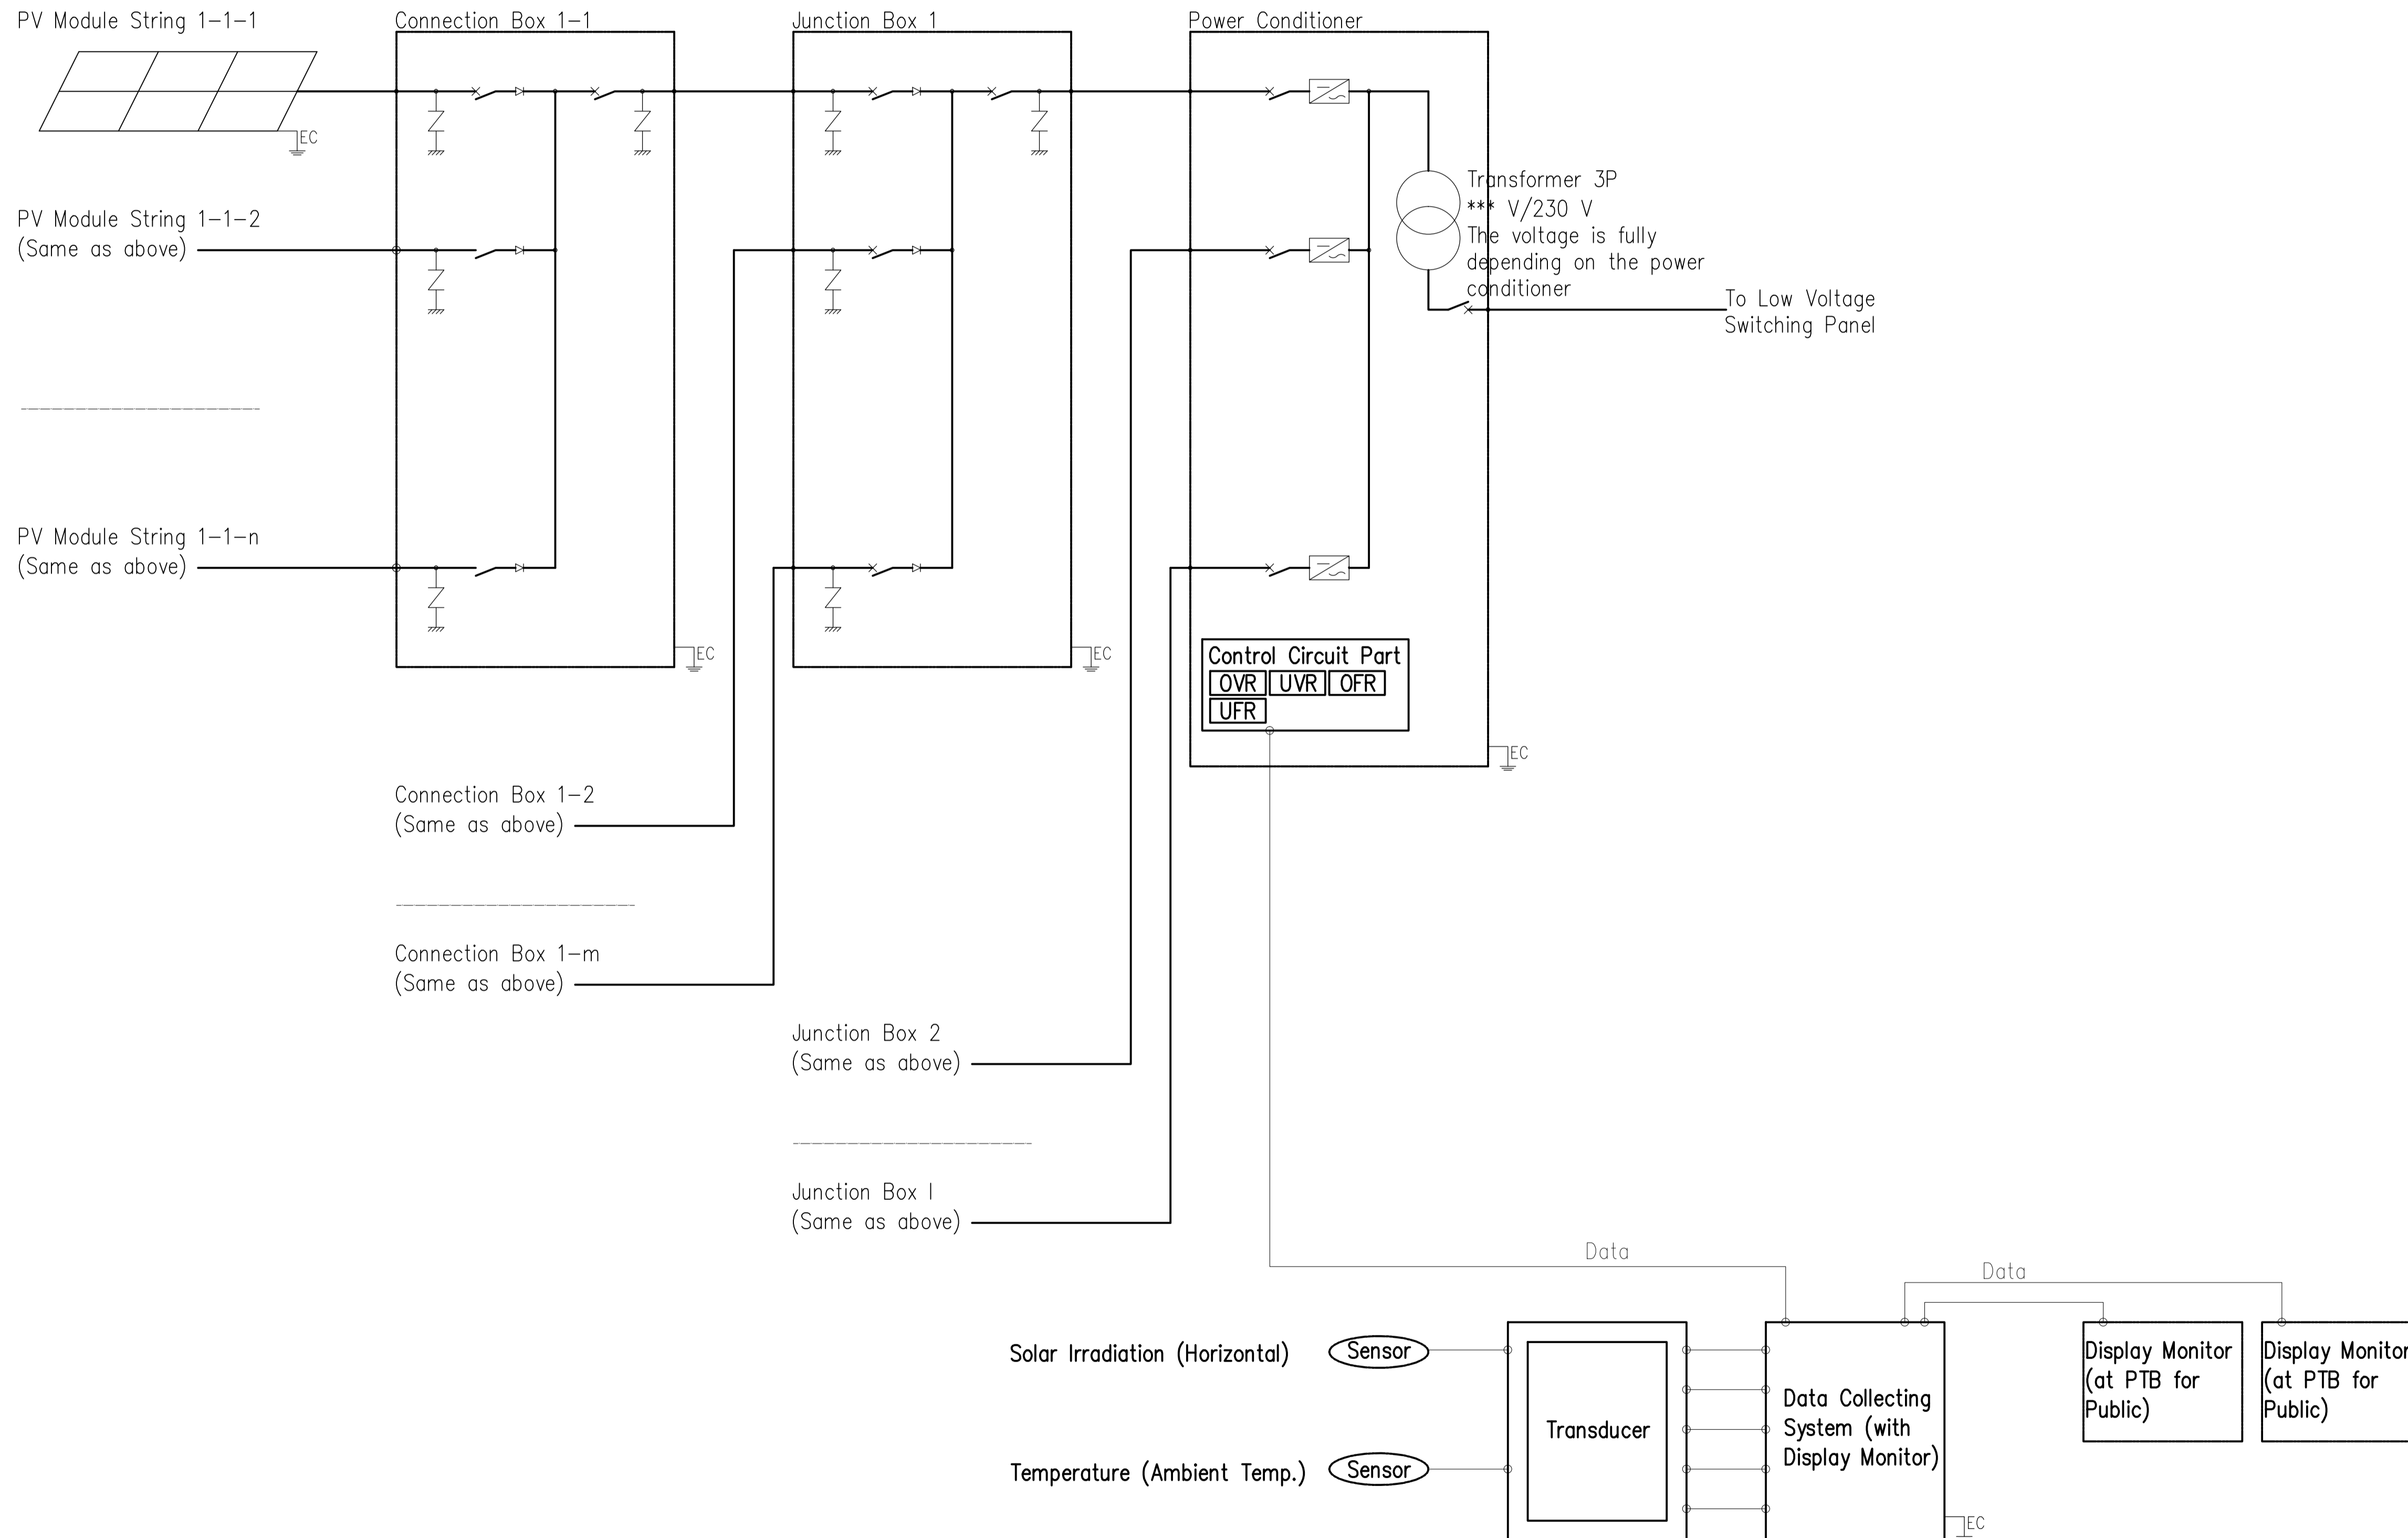 PV Module String 1-1-1
Connection Box 1-1
Junction Box 1
Power Conditioner
EC
Transformer 3P
*** V/230 V
The voltage is fully
depending on the power
conditioner
PV Module String 1-1-2
(Same as above)
To Low Voltage
Switching Panel
PV Module String 1-1-n
(Same as above)
EC
EC
Control Circuit Part
OVR
UVR
OFR
UFR
EC
Connection Box 1-2
(Same as above)
Connection Box 1-m
(Same as above)
Junction Box 2
(Same as above)
Junction Box l
(Same as above)
Data
Data
Solar Irradiation (Horizontal)
Sensor
Transducer
Data Collecting
System (with
Display Monitor)
Display Monitor
(at PTB for
Public)
Display Monitor
(at PTB for
Public)
Temperature (Ambient Temp.)
Sensor
EC